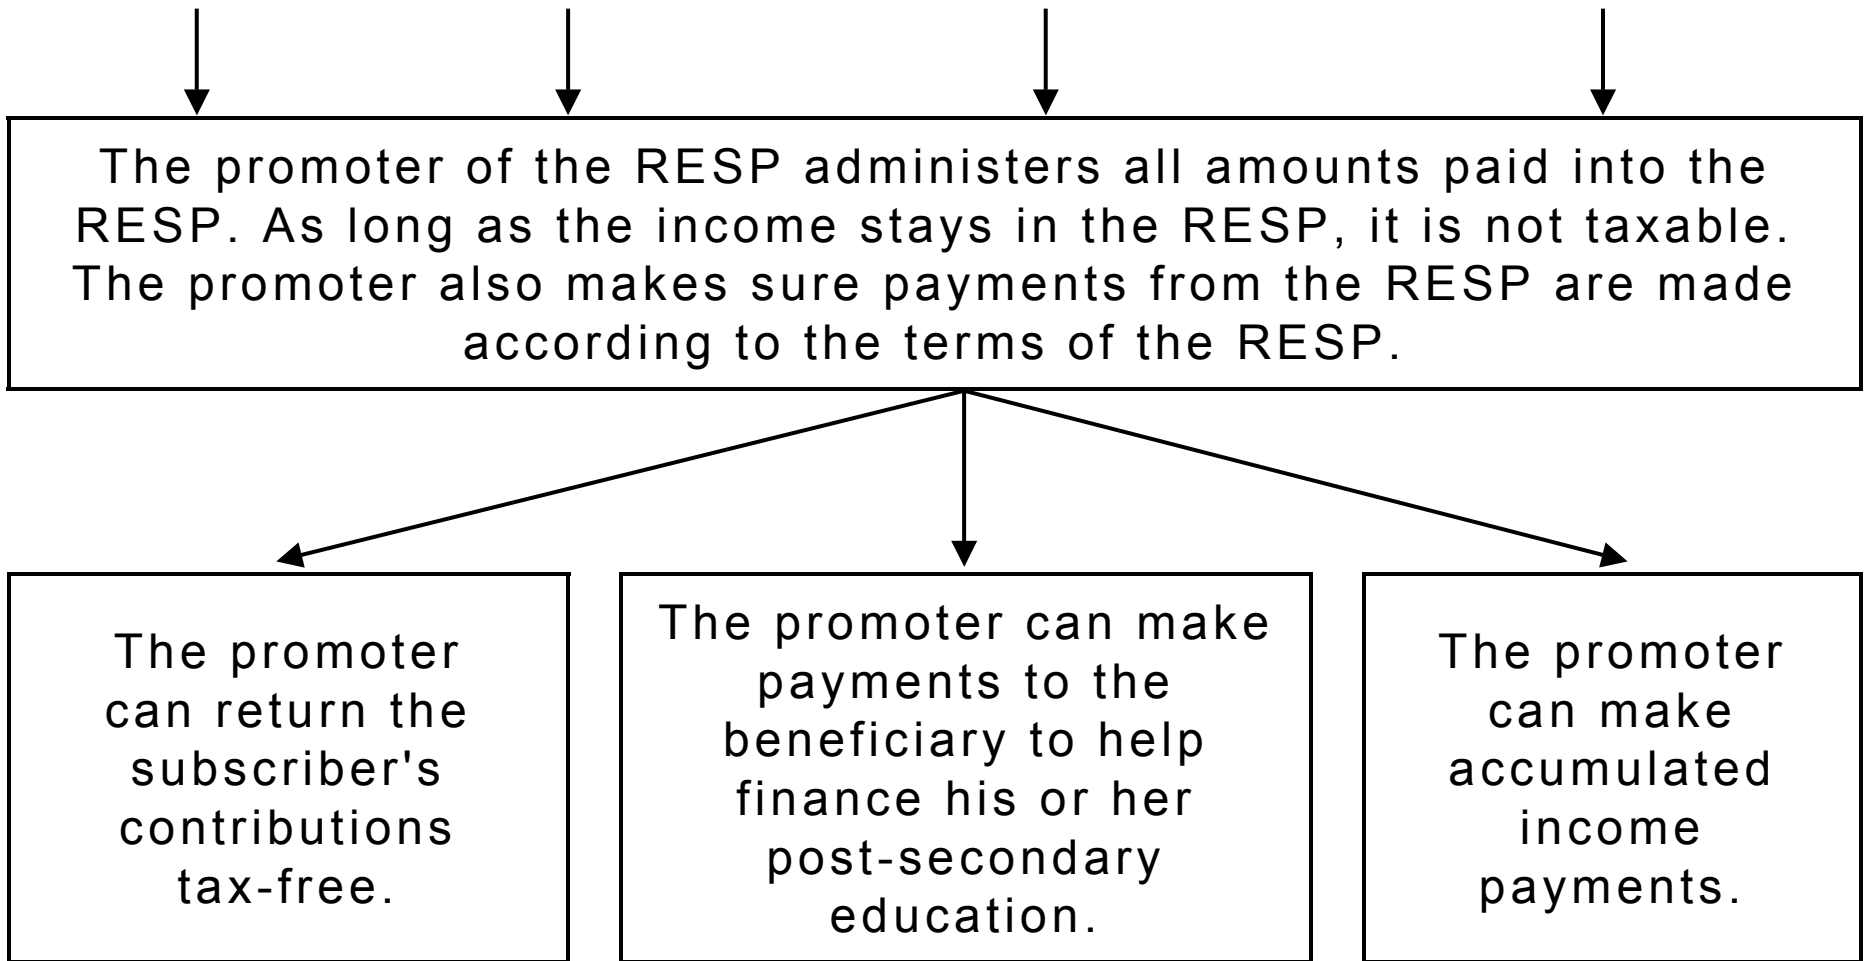 The promoter of the RESP administers all amounts paid into the
RESP. As long as the income stays in the RESP, it is not taxable.
The promoter also makes sure payments from the RESP are made
according to the terms of the RESP.
The promoter
can return the
subscriber's
contributions
tax-free.
The promoter can make
payments to the
beneficiary to help
finance his or her
post-secondary
education.
The promoter
can make
accumulated
income
payments.